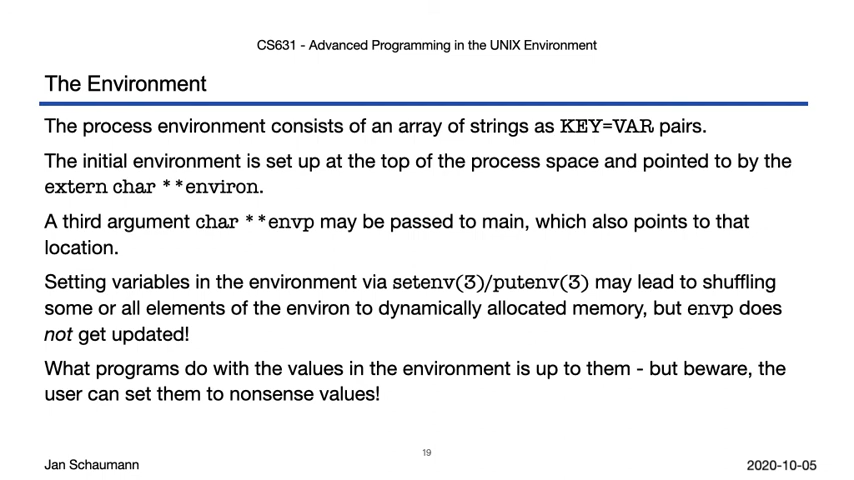 CS631 - Advanced Programming in the UNIX Environment
The Environment
The process environment consists of an array of strings as KEY=VAR pairs.
The initial environment is set up at the top of the process space and pointed to by the
extern char **environ.
A third argument char **envp may be passed to main, which also points to that
location.
Setting variables in the environment via setenv(3)/putenv(3) may lead to shuffling
some or all elements of the environ to dynamically allocated memory, but envp does
not get updated!
What programs do with the values in the environment is up to them - but beware, the
user can set them to nonsense values!
19
Jan Schaumann
2020-10-05